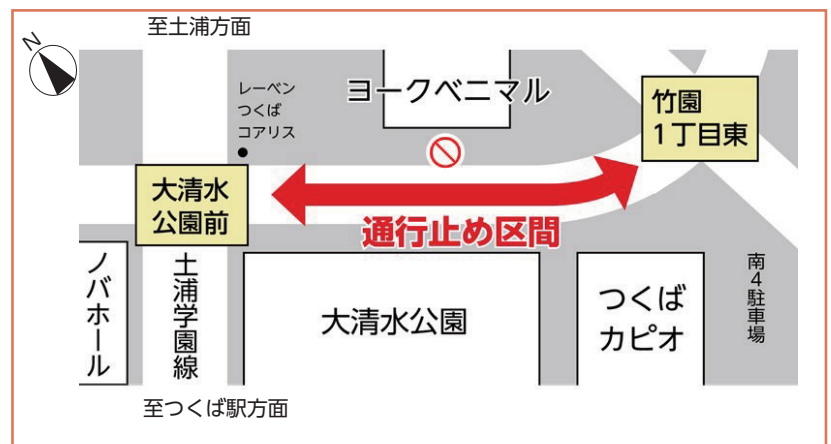 至土浦方面
N
レーベン
つくば
コアリス
ヨークベニマル
竹園
1丁目東
大清水
公園前
通行止め区間
ノバホール
土浦学園線
大清水公園
つくば
カピオ
南4駐車場
至つくば駅方面